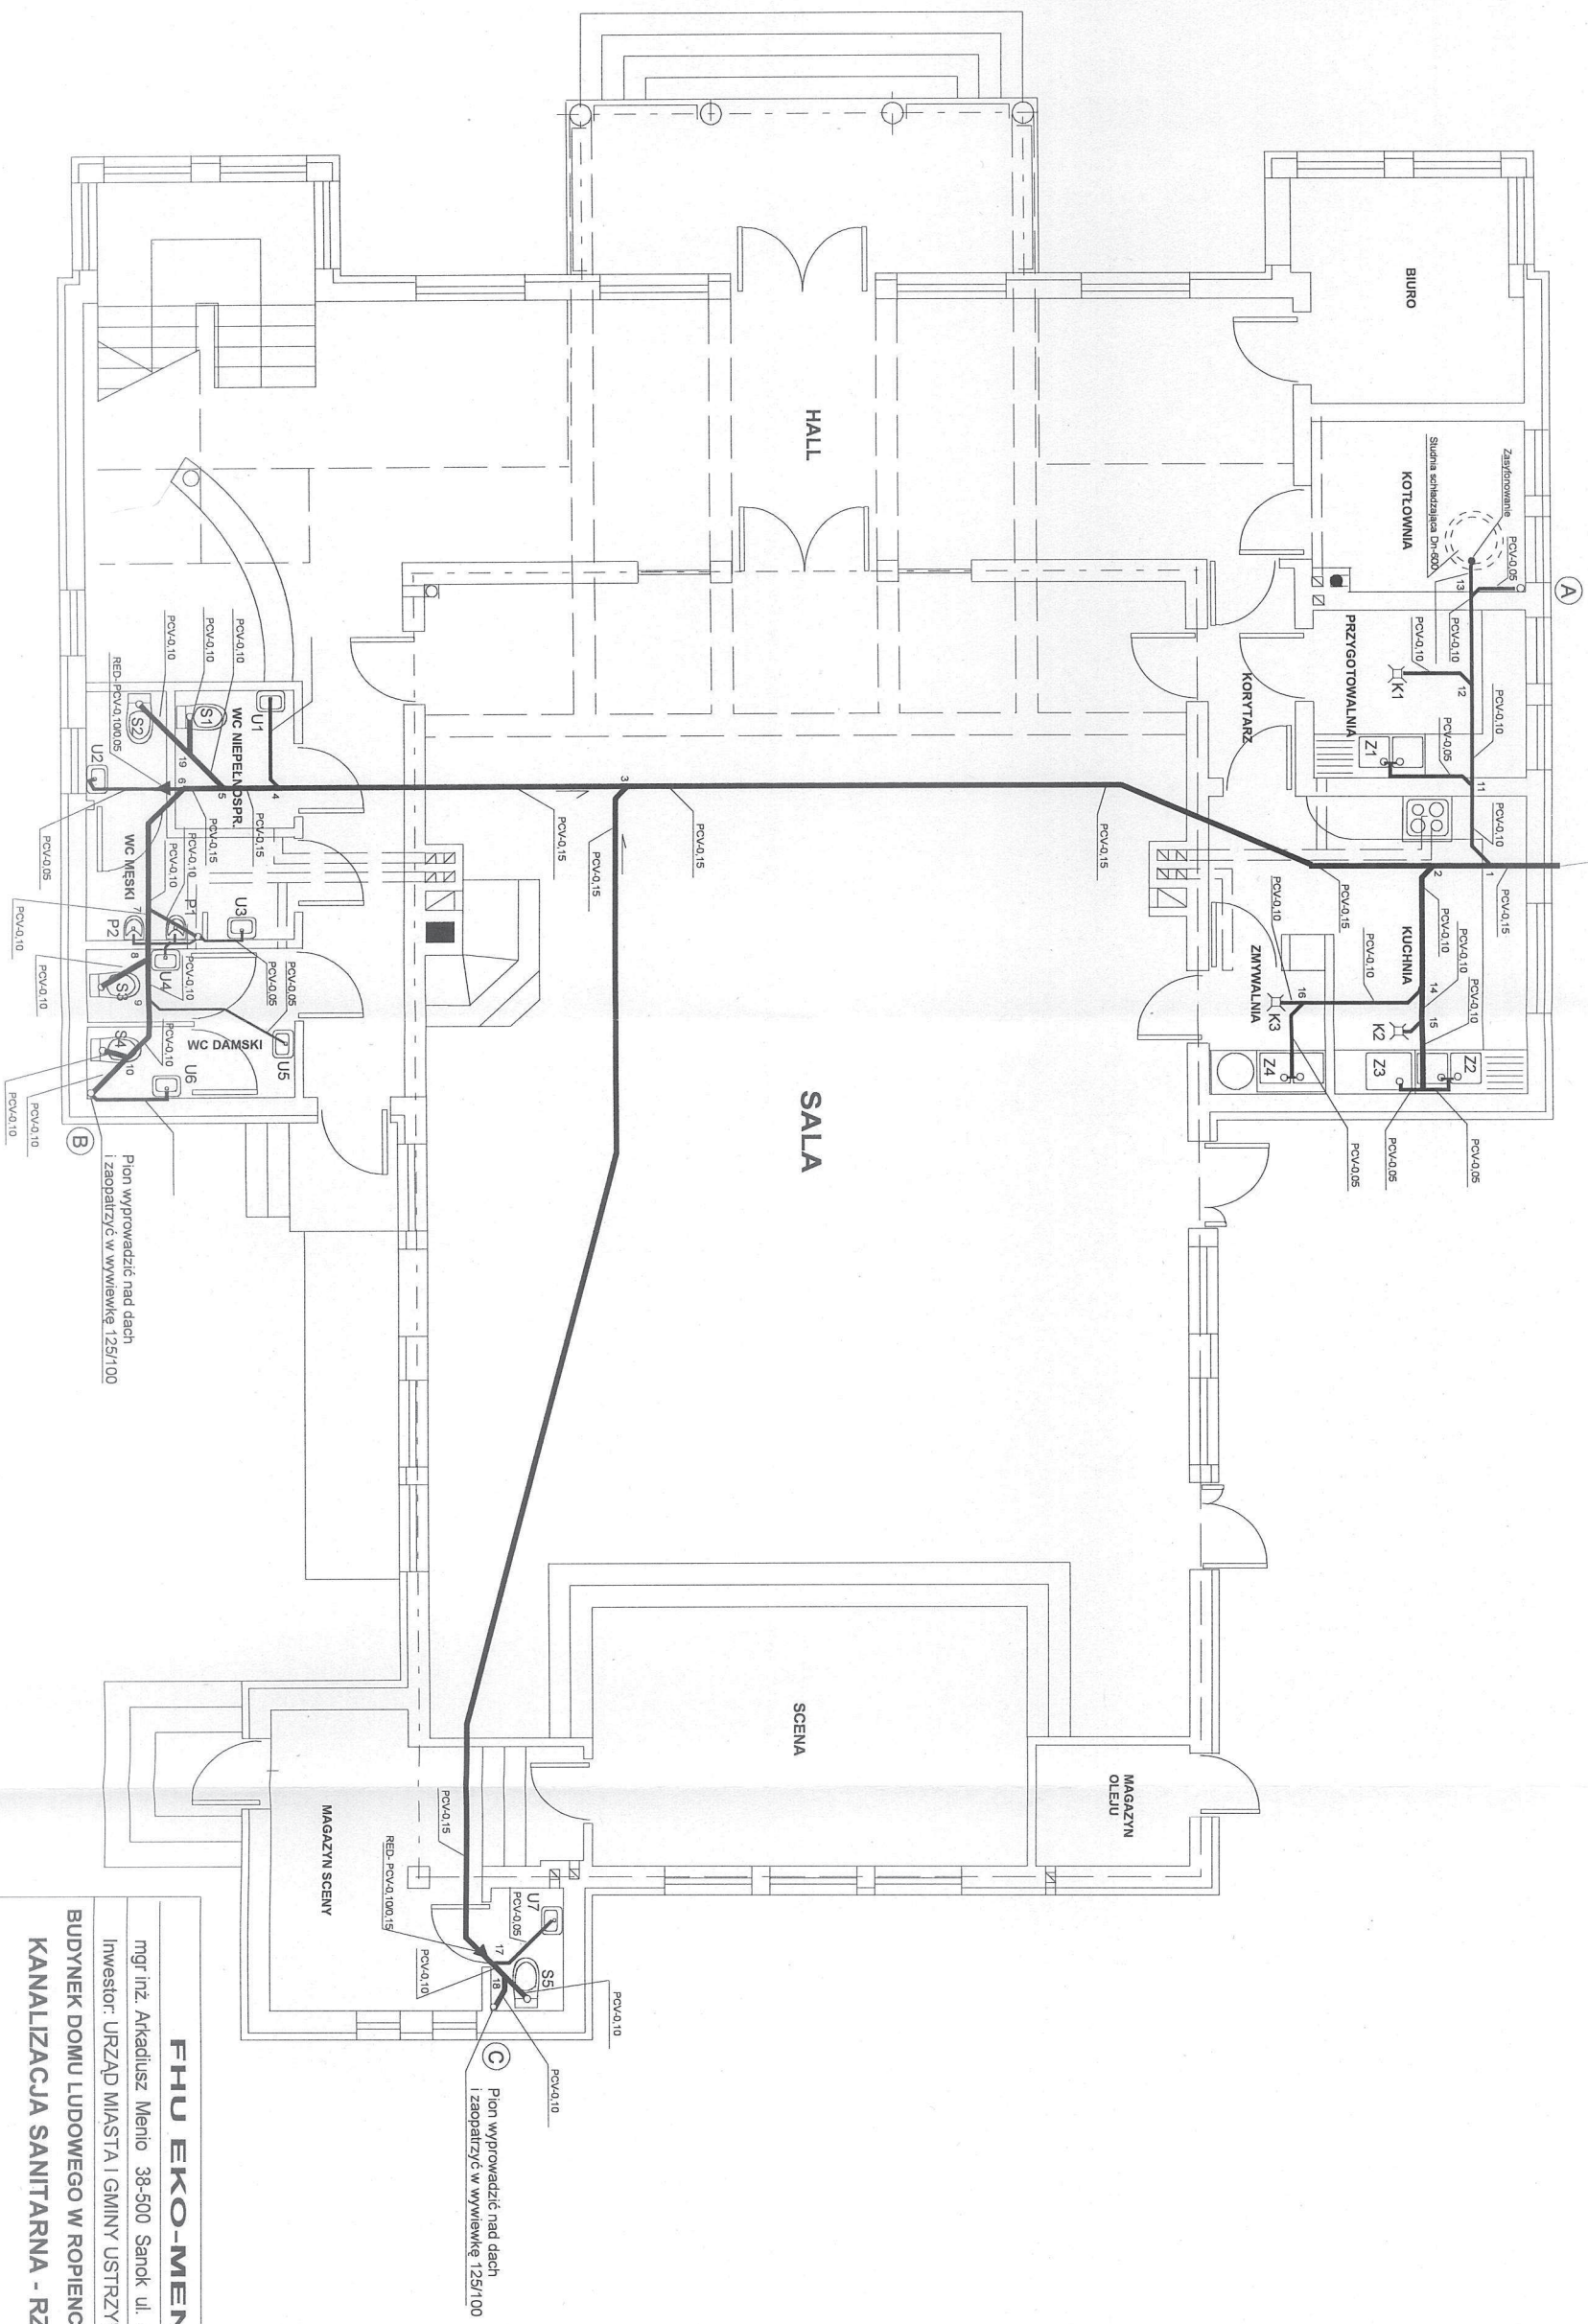 A
BIURO
Zasyfonowanie
PCV-0,05
Studnia schładzająca Dn-600
KOTŁOWNIA
13
PCV-0,10
PCV-0,10
K1
12
PRZYGOTOWALNIA
PCV-0,10
PCV-0,05
Z1
11
KORYTARZ
PCV-0,10
1
PCV-0,15
2
PCV-0,15
PCV-0,10
PCV-0,10
KUCHNIA
PCV-0,10
14
PCV-0,10
15
K2
PCV-0,10
ZMYWALNIA
16
K3
Z2
Z3
Z4
PCV-0,05
PCV-0,05
PCV-0,05
PCV-0,15
HALL
3
PCV-0,15
PCV-0,15
PCV-0,15
SALA
PCV-0,10
PCV-0,10
PCV-0,10
RED- PCV-0,10/0,05
U1
WC NIEPEŁNOSPR.
S1
S2
U2
19
6
5
4
PCV-0,15
PCV-0,15
PCV-0,05
WC MĘSKI
PCV-0,10
PCV-0,10
7
P1
P2
U3
U4
8
S3
9
PCV-0,10
PCV-0,05
PCV-0,05
PCV-0,10
PCV-0,10
WC DAMSKI
U5
S4
10
PCV-0,10
U6
PCV-0,10
PCV-0,10
B
Pion wyprowadzić nad dach
i zaopatrzyć w wywiewkę 125/100
SCENA
MAGAZYN
OLEJU
MAGAZYN SCENY
PCV-0,15
RED- PCV-0,10/0,15
PCV-0,10
U7
PCV-0,05
17
18
S5
PCV-0,10
PCV-0,10
C
Pion wyprowadzić nad dach
i zaopatrzyć w wywiewkę 125/100
FHU EKO-MEN
mgr inż. Arkadiusz Menio 38-500 Sanok ul.
Inwestor: URZĄD MIASTA I GMINY USTRZY
BUDYNEK DOMU LUDOWEGO W ROPIENC
KANALIZACJA SANITARNA - RZ